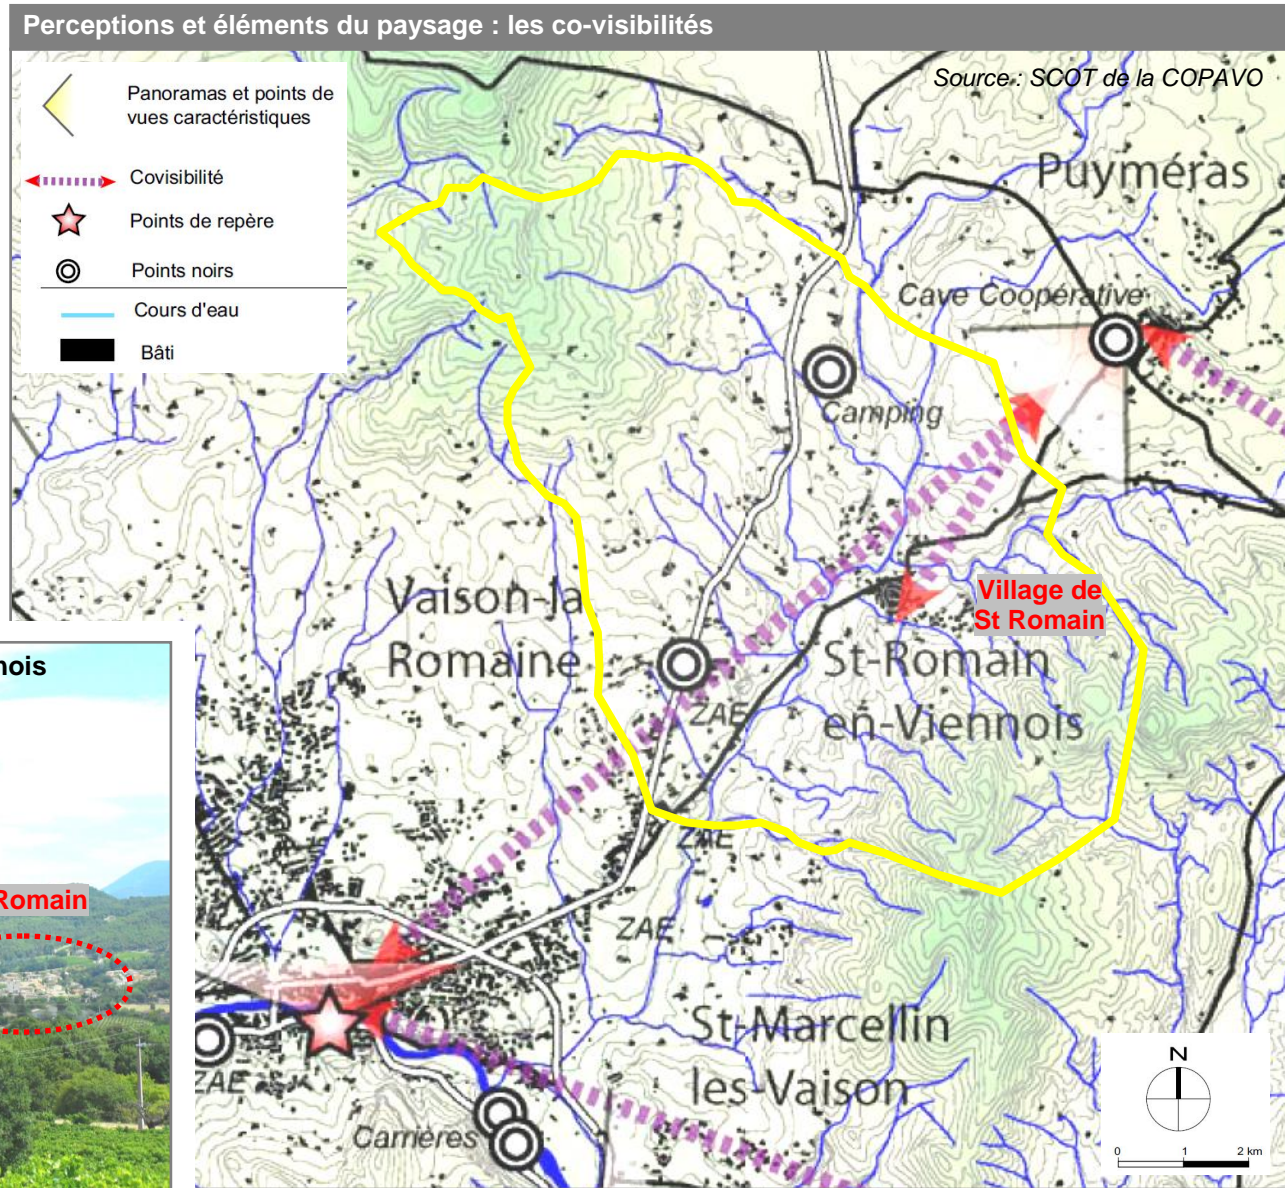 Perceptions et éléments du paysage : les co-visibilités
Source : SCOT de la COPAVO
Panoramas et points de
vues caractéristiques
Covisibilité
Points de repère
Points noirs
Cours d'eau
Bâti
Puyméras
Cave Coopérative
Camping
Village de
St Romain
Vaison-la
Romaine
St-Romain
en-Viennois
ZAE
ZAE
ZAE
nois
Romain
St-Marcellin
les-Vaison
ZAE
Carrières
N
0 1 2 km